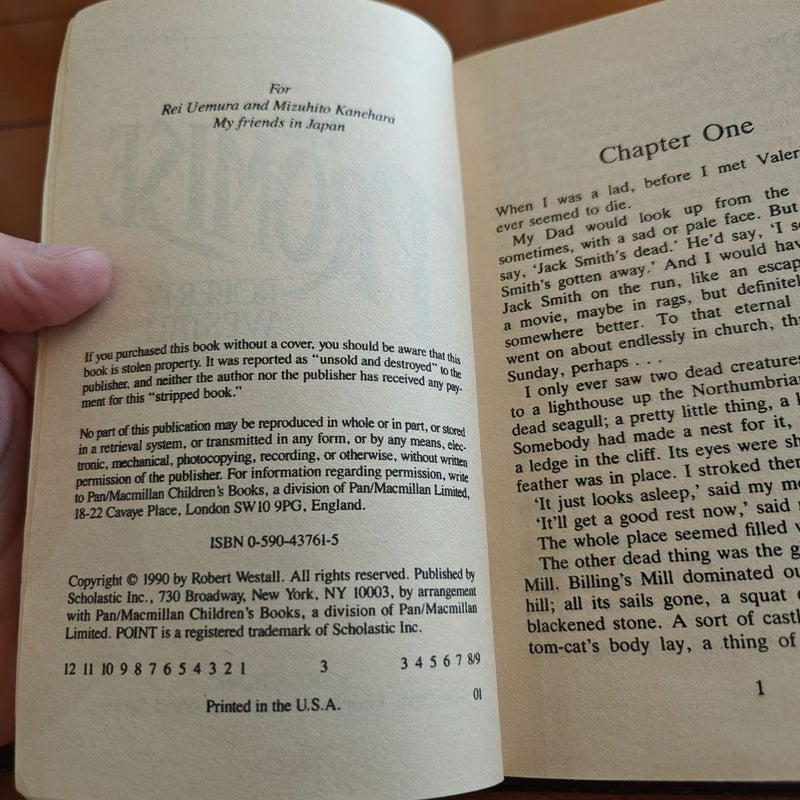 For
Rei Uemura and Mizuhito Kanehara
My friends in Japan
If you purchased this book without a cover, you should be aware that this
book is stolen property. It was reported as “unsold and destroyed” to the
publisher, and neither the author nor the publisher has received any pay-
ment for this “stripped book.”
No part of this publication may be reproduced in whole or in part, or stored
in a retrieval system, or transmitted in any form, or by any means, elec-
tronic, mechanical, photocopying, recording, or otherwise, without written
permission of the publisher. For information regarding permission, write
to Pan/Macmillan Children's Books, a division of Pan/Macmillan Limited,
18-22 Cavaye Place, London SW10 9PG, England.
ISBN 0-590-43761-5
Copyright © 1990 by Robert Westall. All rights reserved. Published by
Scholastic Inc., 730 Broadway, New York, NY 10003, by arrangement
with Pan/Macmillan Children's Books, a division of Pan/Macmillan
Limited. POINT is a registered trademark of Scholastic Inc.
12 11 10 9 8 7 6 5 4 3 2 1 3 3 4 5 6 7 8/9
Printed in the U.S.A. 01
Chapter One
When I was a lad, before I met
ever seemed to die.
My Dad would look up from the
sometimes, with a sad or pale face. But
say, ‘Jack Smith's dead.’ He'd say, ‘I
Smith's gotten away.’ And I would
Jack Smith on the run, like an
a movie, maybe in rags, but
somewhere better. To that eternal
went on about endlessly in church,
Sunday, perhaps . . .
I only ever saw two dead creatures
to a lighthouse up the
dead seagull; a pretty little thing, a
Somebody had made a nest for it,
a ledge in the cliff. Its eyes were
feather was in place. I stroked
‘It just looks asleep,’ said my
‘It'll get a good rest now,’ said
The whole place seemed filled
The other dead thing was the
Mill. Billing's Mill dominated
hill; all its sails gone, a squat
blackened stone. A sort of
tom-cat's body lay, a thing of
1